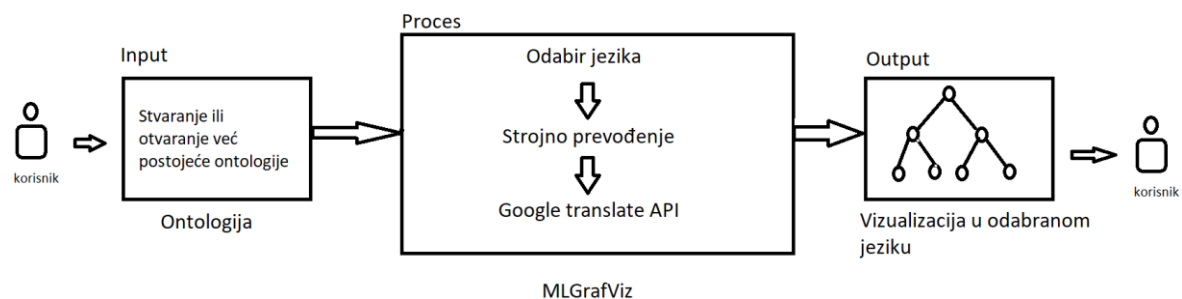 Input
Stvaranje ili
otvaranje već
postojeće ontologije
Ontologija
korisnik
Proces
Odabir jezika
Strojno prevođenje
Google translate API
MLGrafViz
Output
Vizualizacija u odabranom
jeziku
korisnik